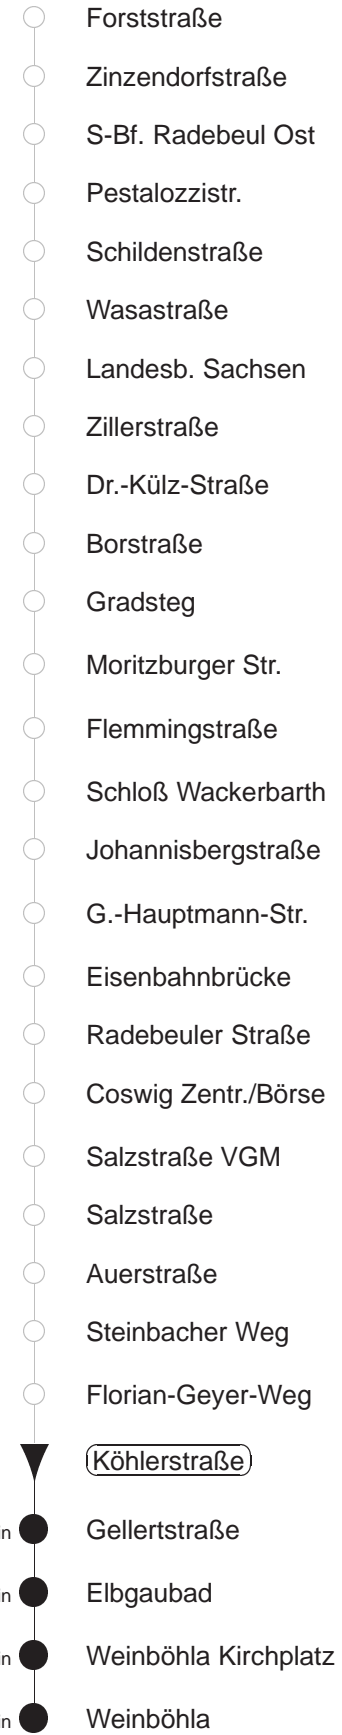 Forststraße
Zinzendorfstraße
S-Bf. Radebeul Ost
Pestalozzistr.
Schildenstraße
Wasastraße
Landesb. Sachsen
Zillerstraße
Dr.-Külz-Straße
Borstraße
Gradsteg
Moritzburger Str.
Flemmingstraße
Schloß Wackerbarth
Johannisbergstraße
G.-Hauptmann-Str.
Eisenbahnbrücke
Radebeuler Straße
Coswig Zentr./Börse
Salzstraße VGM
Salzstraße
Auerstraße
Steinbacher Weg
Florian-Geyer-Weg
Köhlerstraße
Gellertstraße
Elbgaubad
Weinböhla Kirchplatz
Weinböhla